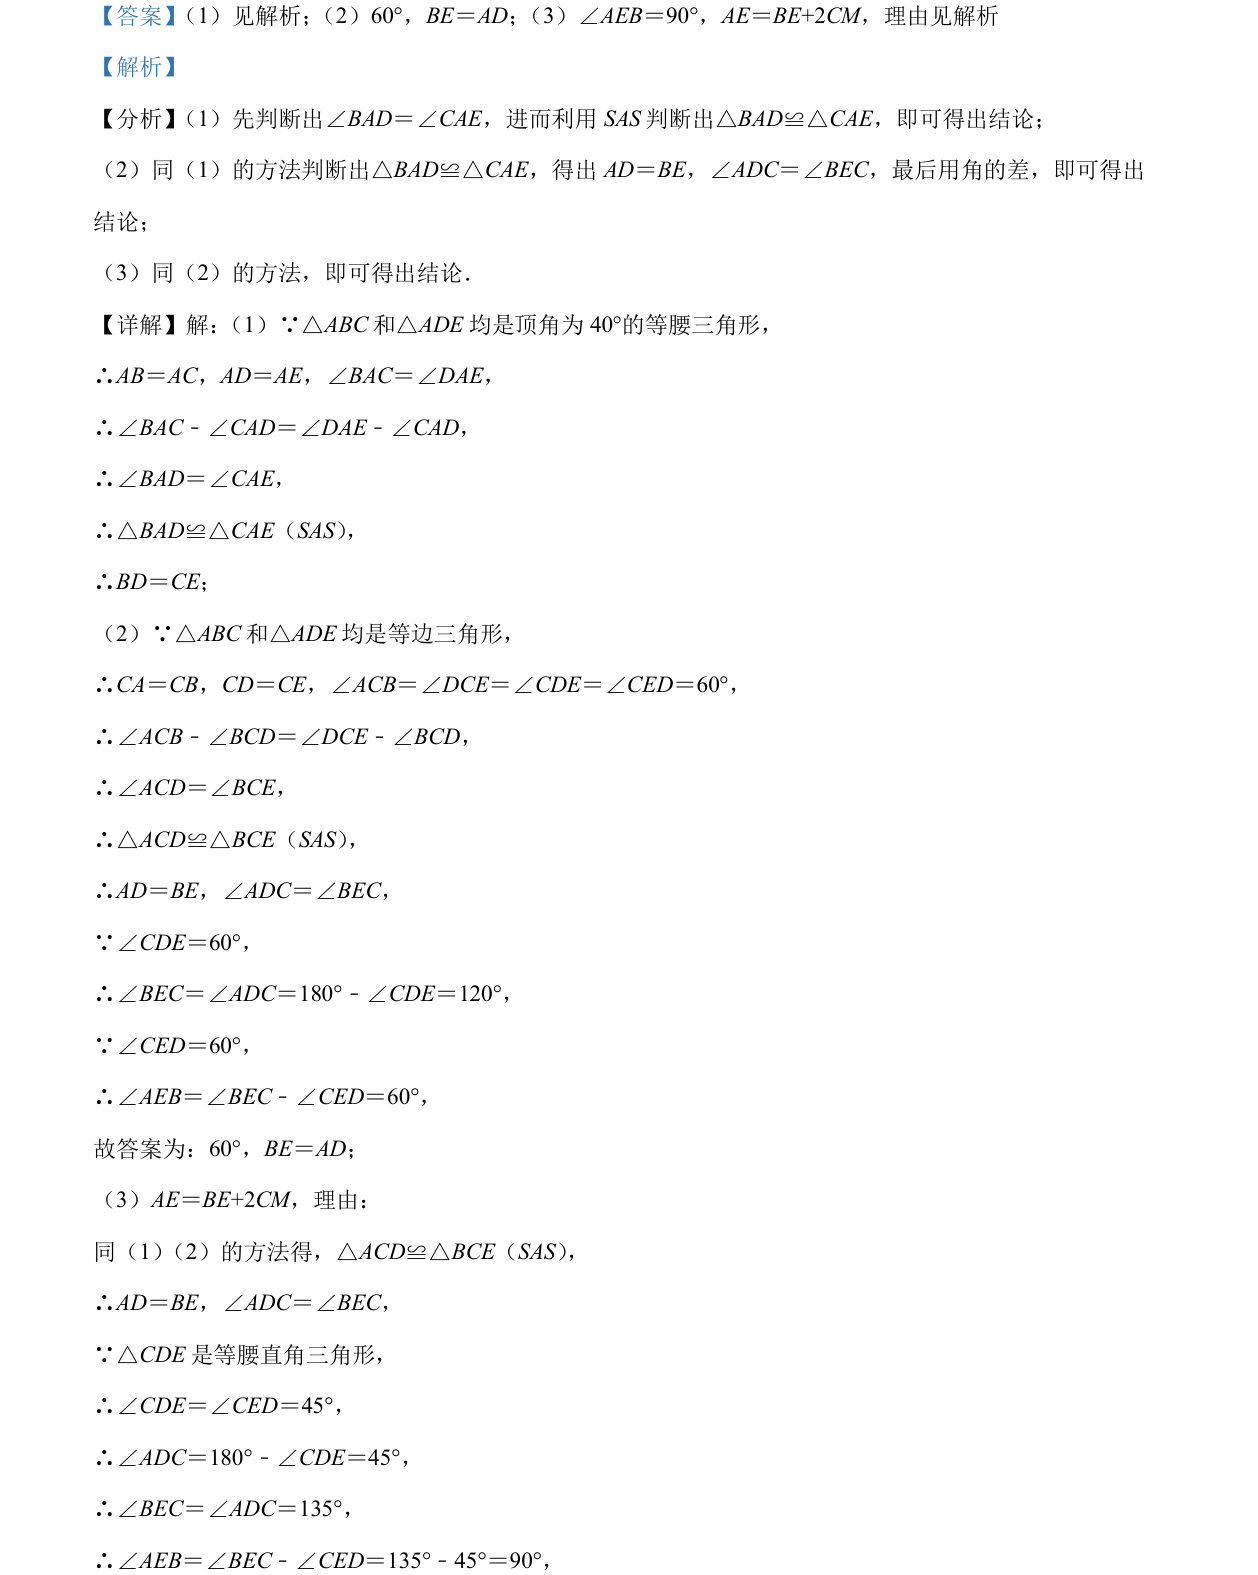 【答案】（1）见解析；（2）60°，BE＝AD；（3）∠AEB＝90°，AE＝BE+2CM，理由见解析
【解析】
【分析】（1）先判断出∠BAD＝∠CAE，进而利用 SAS 判断出△BAD≌△CAE，即可得出结论；
（2）同（1）的方法判断出△BAD≌△CAE，得出 AD＝BE，∠ADC＝∠BEC，最后用角的差，即可得出
结论；
（3）同（2）的方法，即可得出结论．
【详解】解：（1）∵△ABC 和△ADE 均是顶角为 40°的等腰三角形，
∴AB＝AC，AD＝AE，∠BAC＝∠DAE，
∴∠BAC﹣∠CAD＝∠DAE﹣∠CAD，
∴∠BAD＝∠CAE，
∴△BAD≌△CAE（SAS），
∴BD＝CE；
（2）∵△ABC 和△ADE 均是等边三角形，
∴CA＝CB，CD＝CE，∠ACB＝∠DCE＝∠CDE＝∠CED＝60°，
∴∠ACB﹣∠BCD＝∠DCE﹣∠BCD，
∴∠ACD＝∠BCE，
∴△ACD≌△BCE（SAS），
∴AD＝BE，∠ADC＝∠BEC，
∵∠CDE＝60°，
∴∠BEC＝∠ADC＝180°﹣∠CDE＝120°，
∵∠CED＝60°，
∴∠AEB＝∠BEC﹣∠CED＝60°，
故答案为：60°，BE＝AD；
（3）AE＝BE+2CM，理由：
同（1）（2）的方法得，△ACD≌△BCE（SAS），
∴AD＝BE，∠ADC＝∠BEC，
∵△CDE 是等腰直角三角形，
∴∠CDE＝∠CED＝45°，
∴∠ADC＝180°﹣∠CDE＝45°，
∴∠BEC＝∠ADC＝135°，
∴∠AEB＝∠BEC﹣∠CED＝135°﹣45°＝90°，